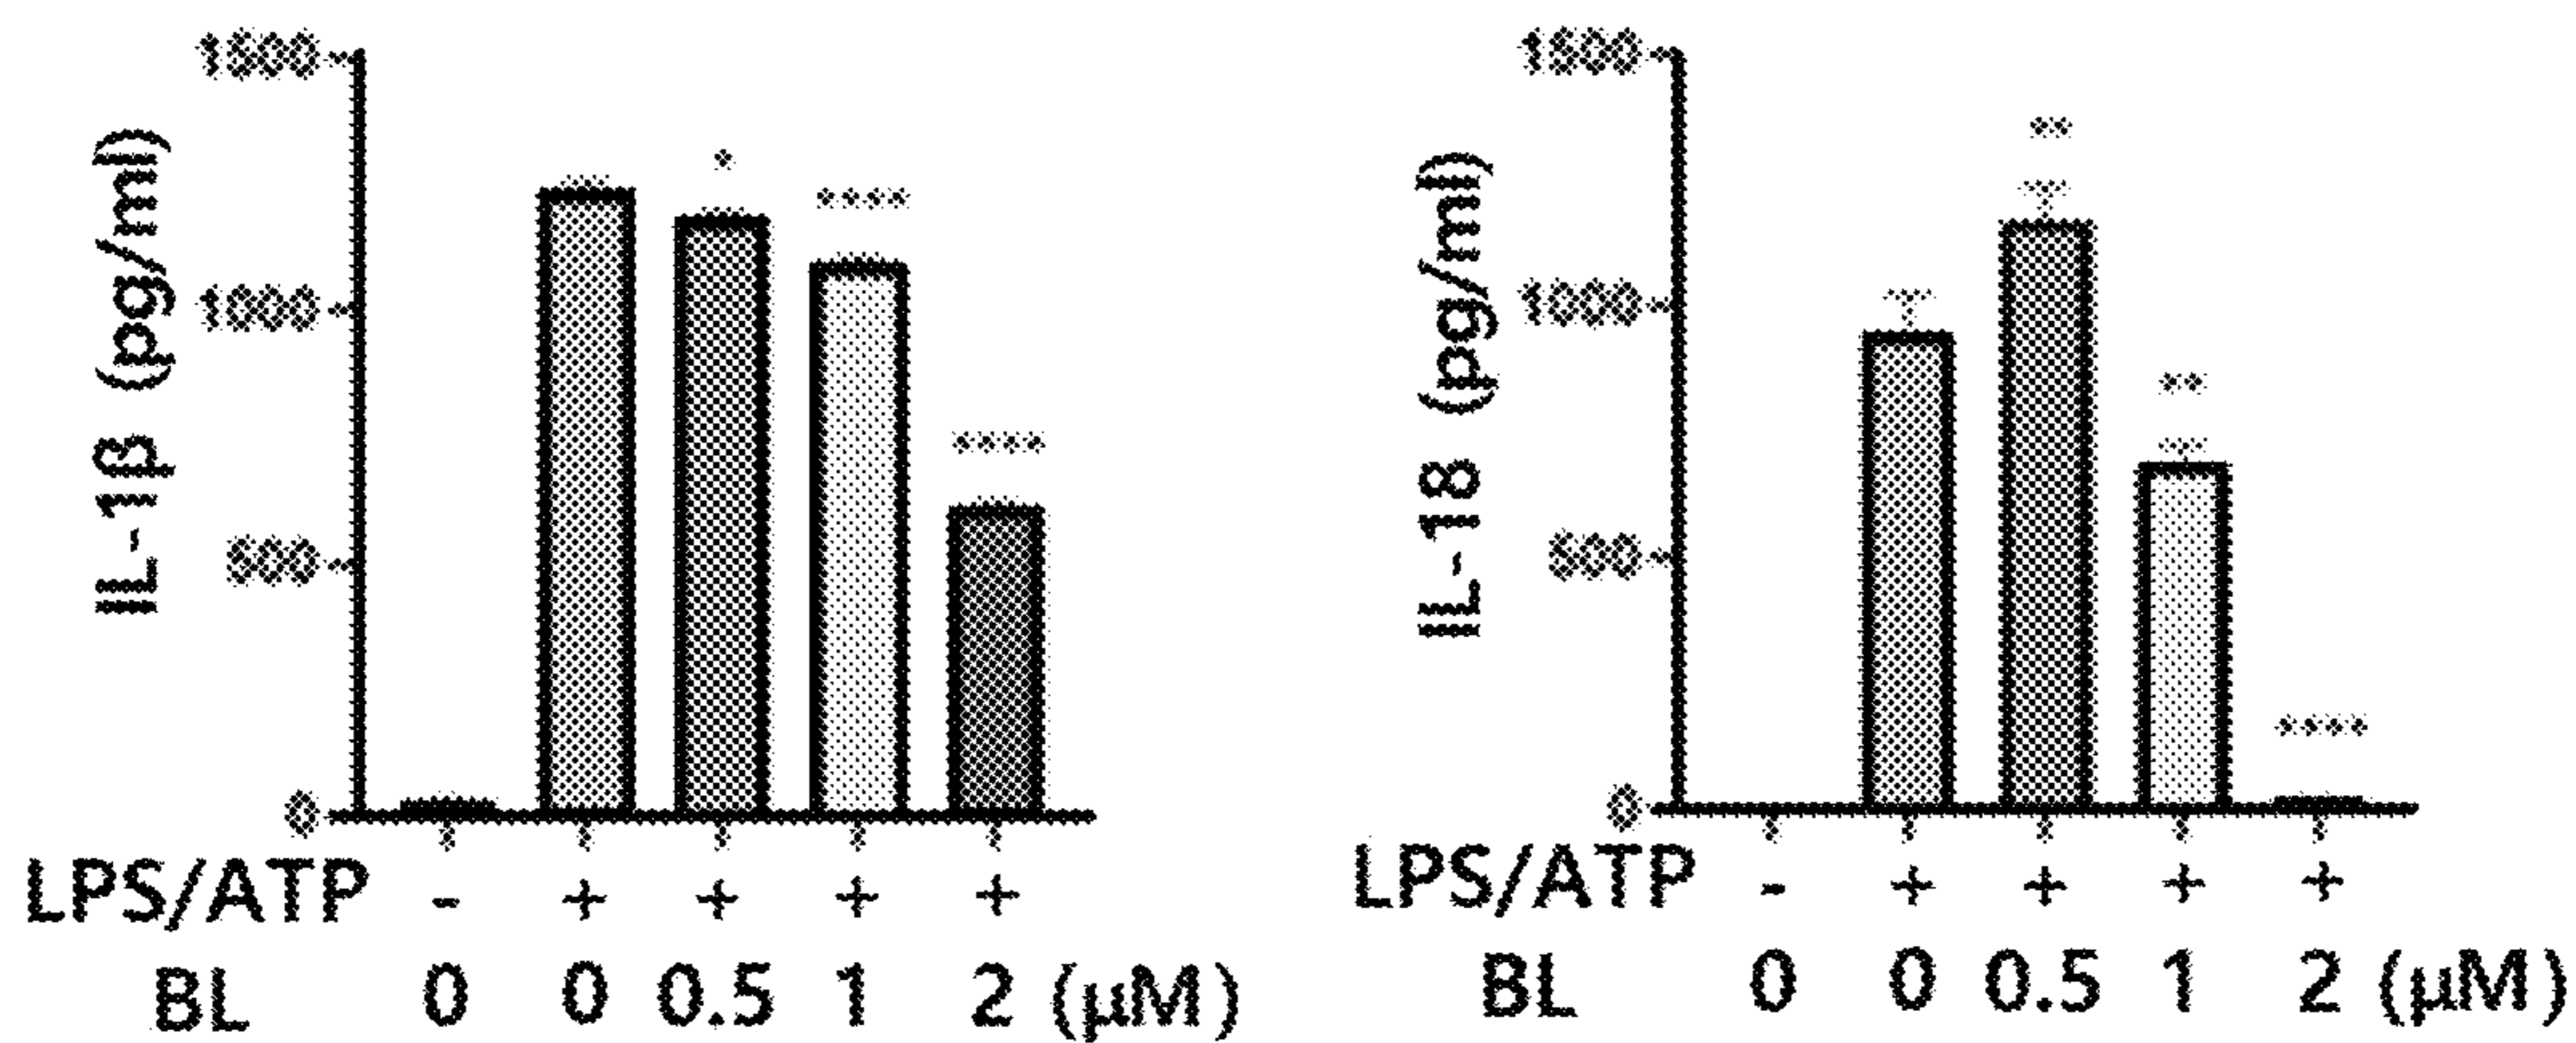 IL-1β (pg/ml)
1500
1000
500
0
LPS/ATP - + + + +
BL 0 0 0.5 1 2 (μM)
* **** ****
IL-18 (pg/ml)
1500
1000
500
0
LPS/ATP - + + + +
BL 0 0 0.5 1 2 (μM)
** ** ****